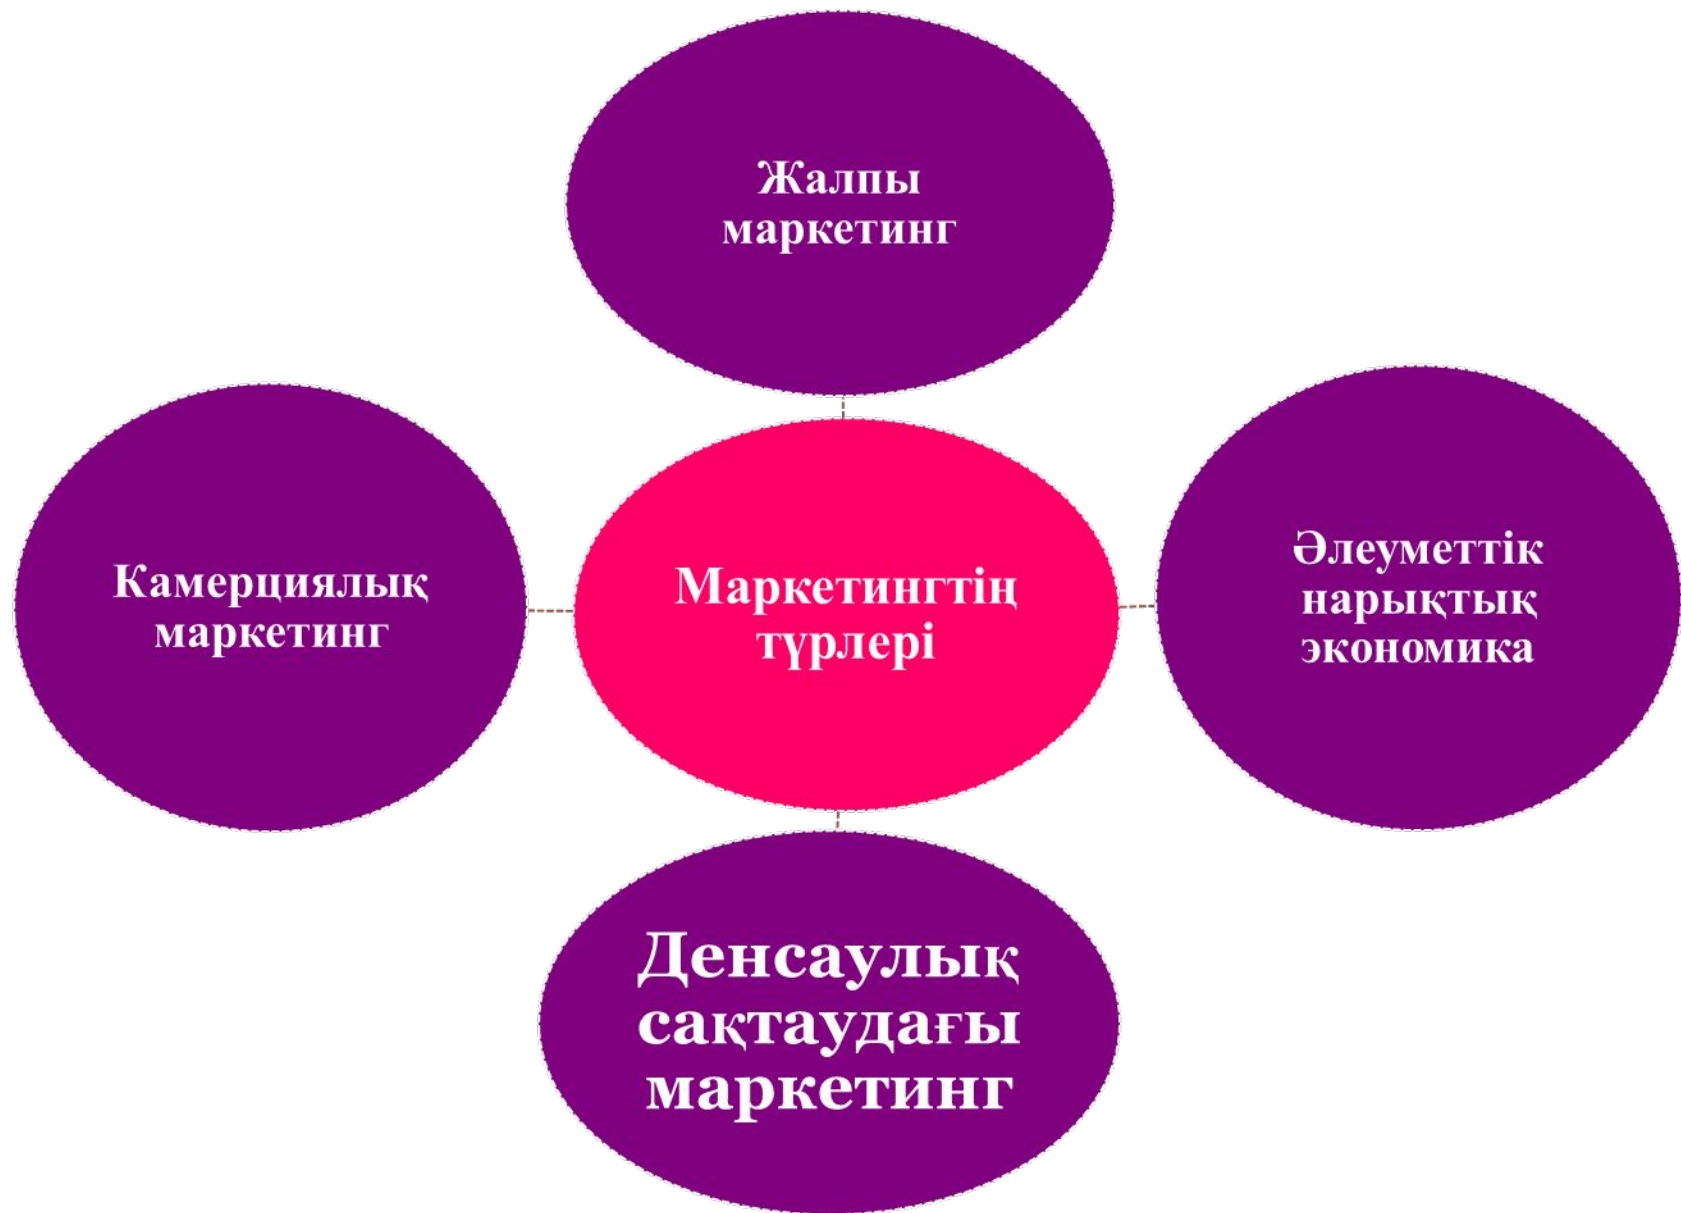 Жалпы
маркетинг
Камерциялық
маркетинг
Маркетингтің
түрлері
Әлеуметтік
нарықтық
экономика
Денсаулық
сақтаудағы
маркетинг